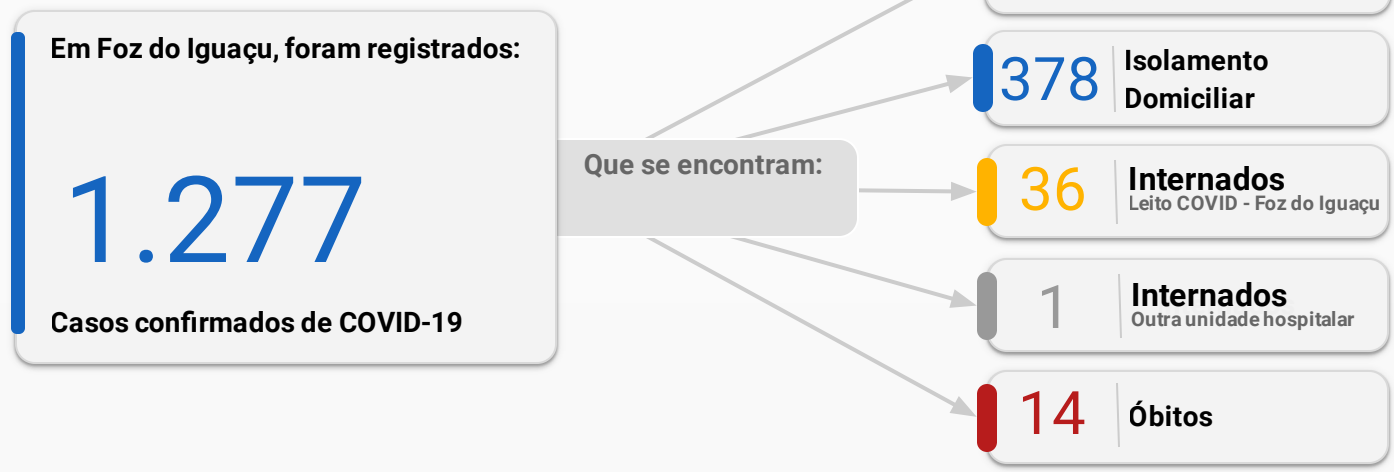 Em Foz do Iguaçu, foram registrados:
1.277
Casos confirmados de COVID-19
Que se encontram:
378
Isolamento
Domiciliar
36
Internados
Leito COVID - Foz do Iguaçu
1
Internados
Outra unidade hospitalar
14
Óbitos